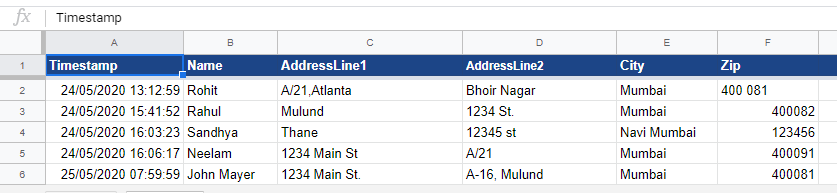 fx Timestamp
A B C D E F
1 Timestamp Name AddressLine1 AddressLine2 City Zip
2 24/05/2020 13:12:59 Rohit A/21,Atlanta Bhoir Nagar Mumbai 400 081
3 24/05/2020 15:41:52 Rahul Mulund 1234 St. Mumbai 400082
4 24/05/2020 16:03:23 Sandhya Thane 12345 st Navi Mumbai 123456
5 24/05/2020 16:06:17 Neelam 1234 Main St A/21 Mumbai 400091
6 25/05/2020 07:59:59 John Mayer 1234 Main St. A-16, Mulund Mumbai 400081